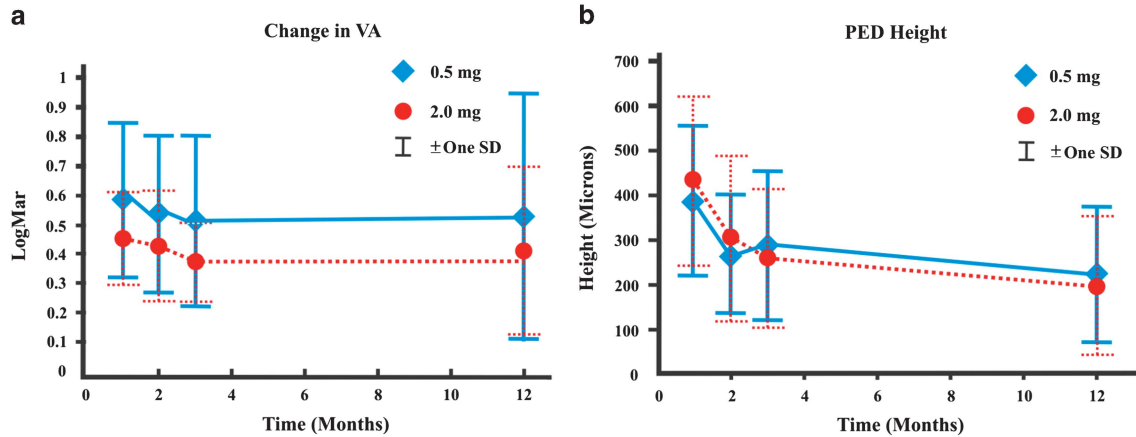 a
Change in VA
0.5 mg
2.0 mg
±One SD
LogMar
1
0.9
0.8
0.7
0.6
0.5
0.4
0.3
0.2
0.1
0
0 2 4 6 8 10 12
Time (Months)
b
PED Height
0.5 mg
2.0 mg
±One SD
Height (Microns)
700
600
500
400
300
200
100
0
0 2 4 6 8 10 12
Time (Months)